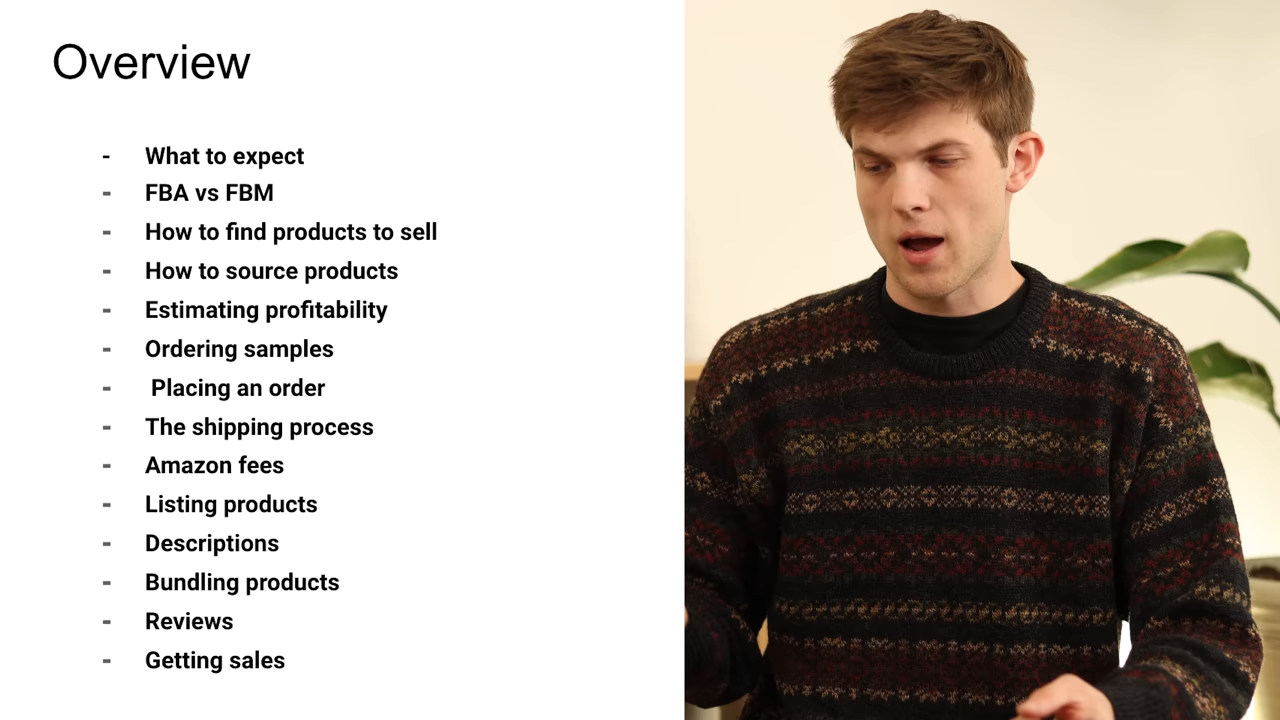 Overview
- What to expect
- FBA vs FBM
- How to find products to sell
- How to source products
- Estimating profitability
- Ordering samples
- Placing an order
- The shipping process
- Amazon fees
- Listing products
- Descriptions
- Bundling products
- Reviews
- Getting sales